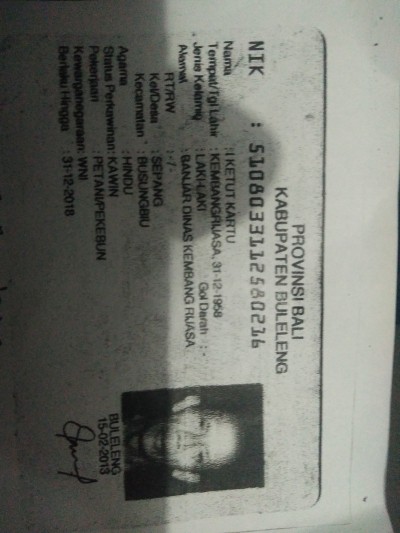 PROVINSI BALI
KABUPATEN BULELENG
NIK : 5108033112580216
Nama : I KETUT KARTU
Tempat/Tgl Lahir : KEMBANGRIJASA, 31-12-1958
Jenis Kelamin : LAKI-LAKI Gol Darah : -
Alamat : BANJAR DINAS KEMBANG RIJASA
RT/RW : -/-
Kel/Desa : SEPANG
Kecamatan : BUSUNGBIU
Agama : HINDU
Status Perkawinan: KAWIN
Pekerjaan : PETANI/PEKEBUN
Kewarganegaraan: WNI
Berlaku Hingga : 31-12-2018
BULELENG
15-02-2013